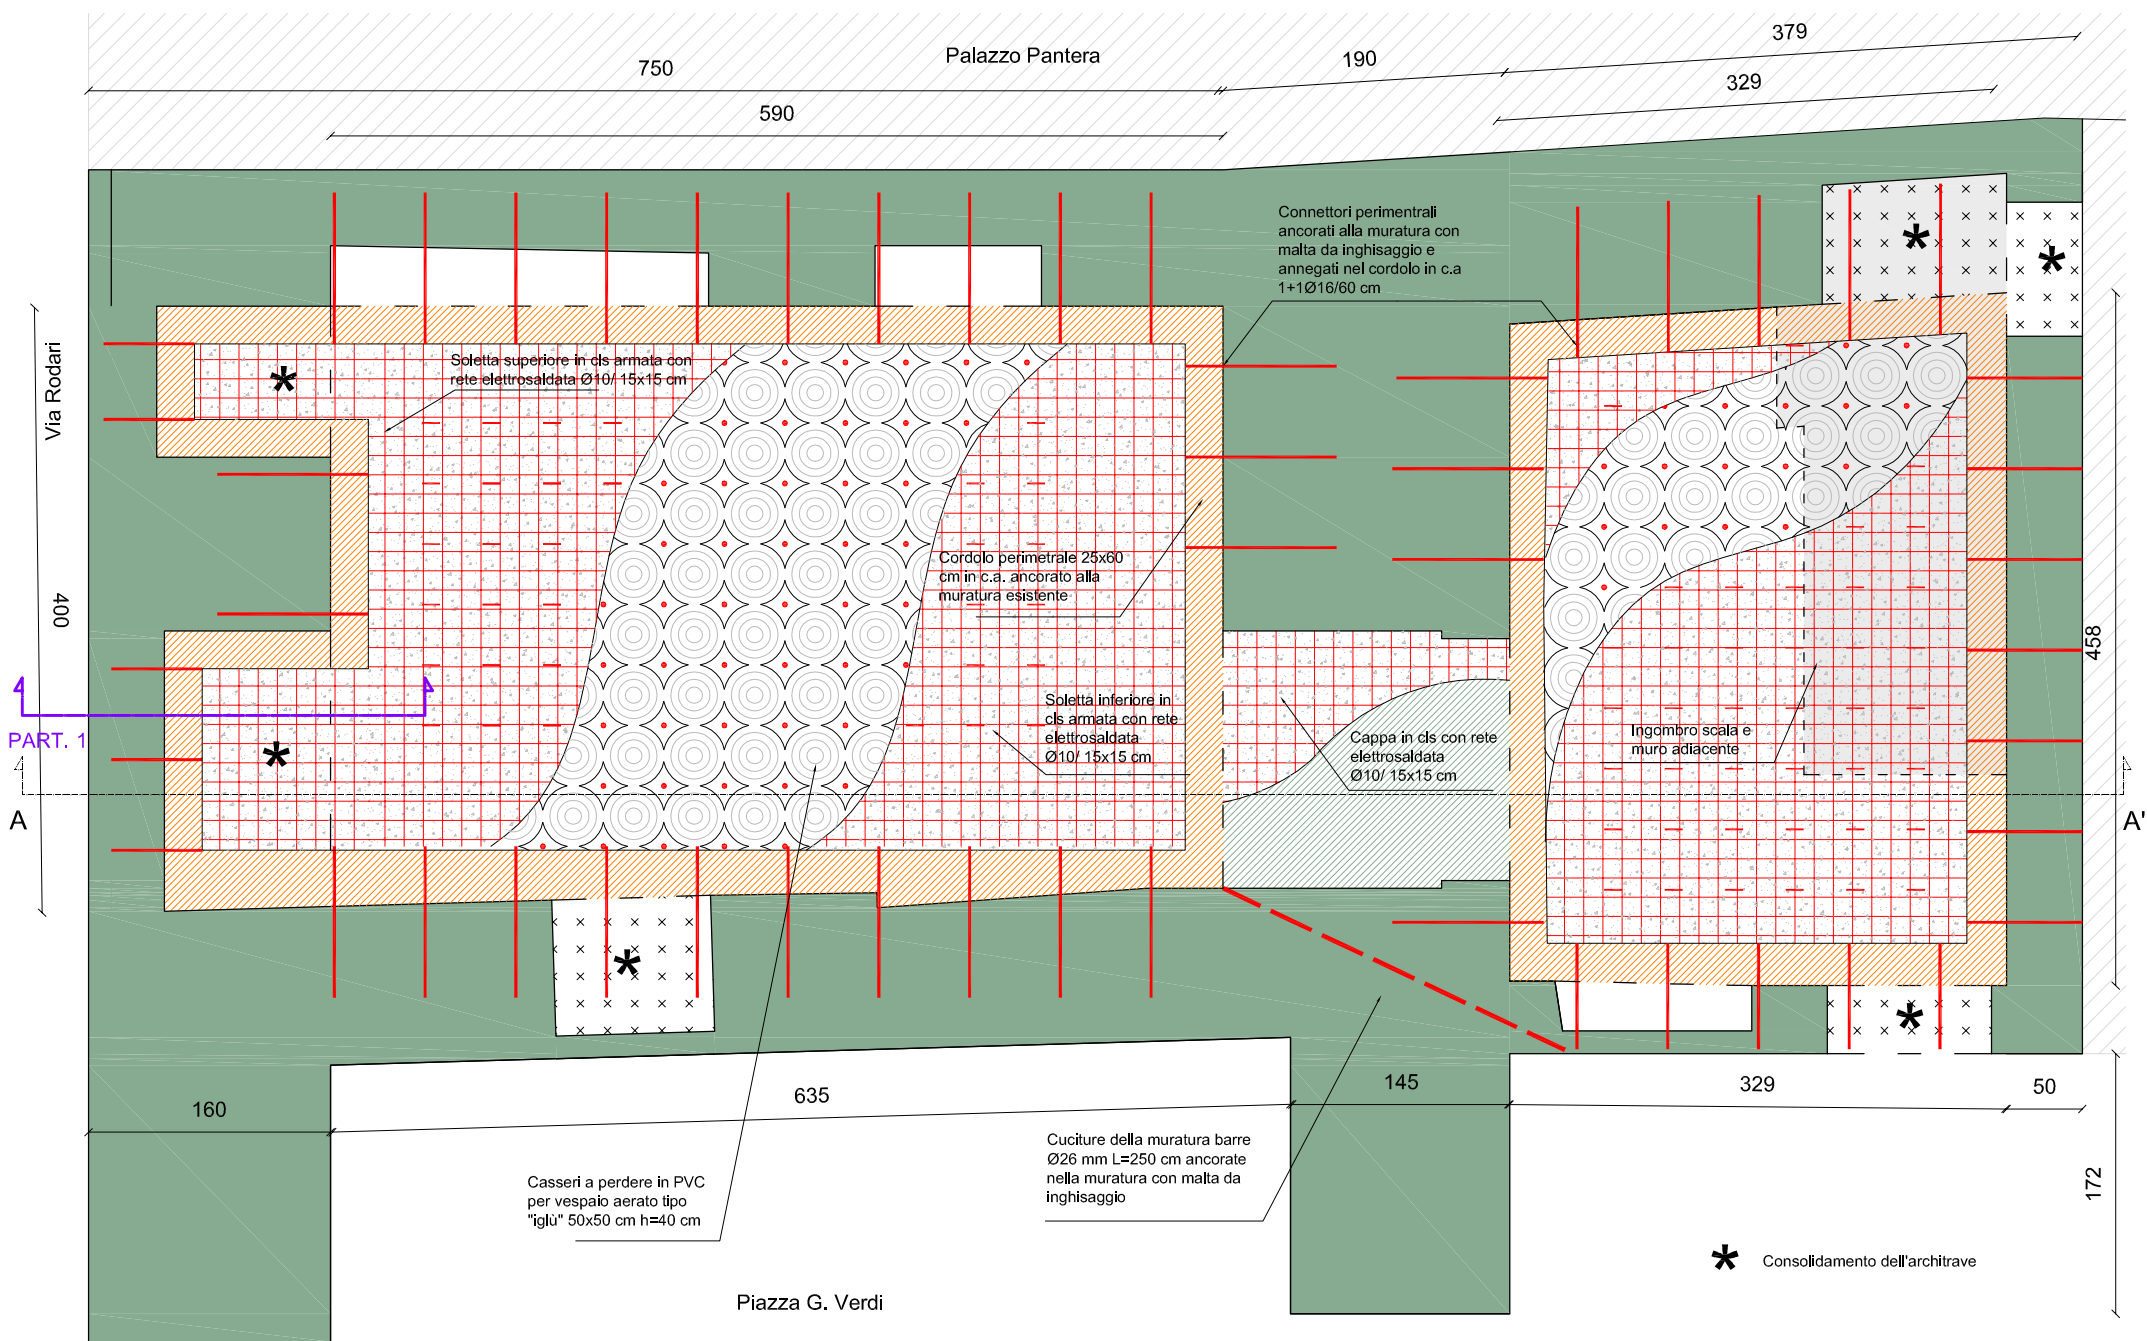 379
Palazzo Pantera
190
750
329
590
Connettori perimentrali
ancorati alla muratura con
malta da inghisaggio e
annegati nel cordolo in c.a
1+1Ø16/60 cm
Via Rodari
Soletta superiore in cls armata con
rete elettrosaldata Ø10/ 15x15 cm
*
*
*
Cordolo perimetrale 25x60
cm in c.a. ancorato alla
muratura esistente
400
458
Soletta inferiore in
cls armata con rete
elettrosaldata
Ø10/ 15x15 cm
Cappa in cls con rete
elettrosaldata
Ø10/ 15x15 cm
Ingombro scala e
muro adiacente
PART. 1
*
A
A'
*
*
160
635
145
329
50
172
Casseri a perdere in PVC
per vespaio aerato tipo
"iglù" 50x50 cm h=40 cm
Cuciture della muratura barre
Ø26 mm L=250 cm ancorate
nella muratura con malta da
inghisaggio
* Consolidamento dell'architrave
Piazza G. Verdi